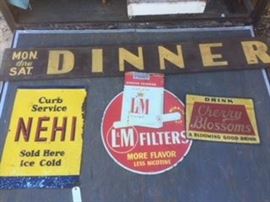 MON.
thru
SAT.
DINNER
Curb
Service
NEHI
Sold Here
Ice Cold
L&M
L&M FILTERS
MORE FLAVOR
LESS NICOTINE
DRINK
Cherry
Blossoms
A BLOOMING GOOD DRINK